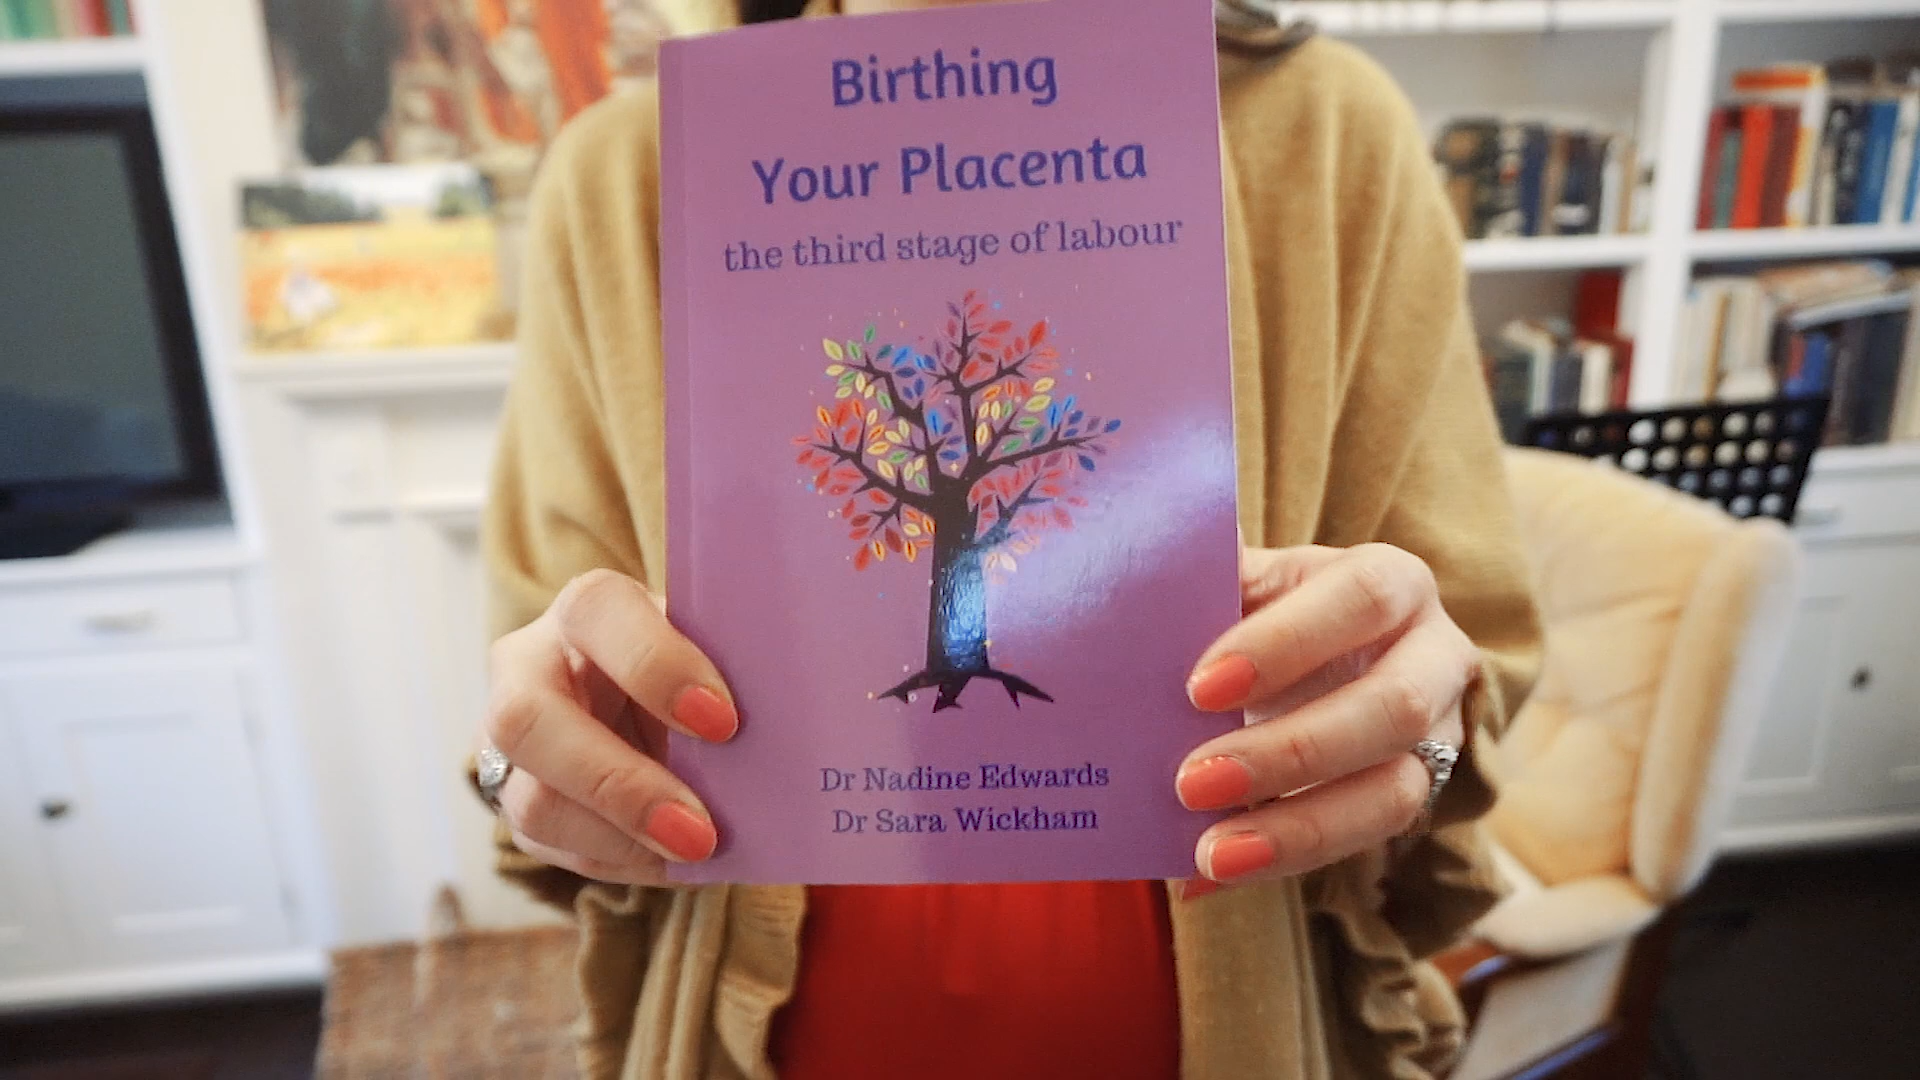 Birthing
Your Placenta
the third stage of labour
Dr Nadine Edwards
Dr Sara Wickham